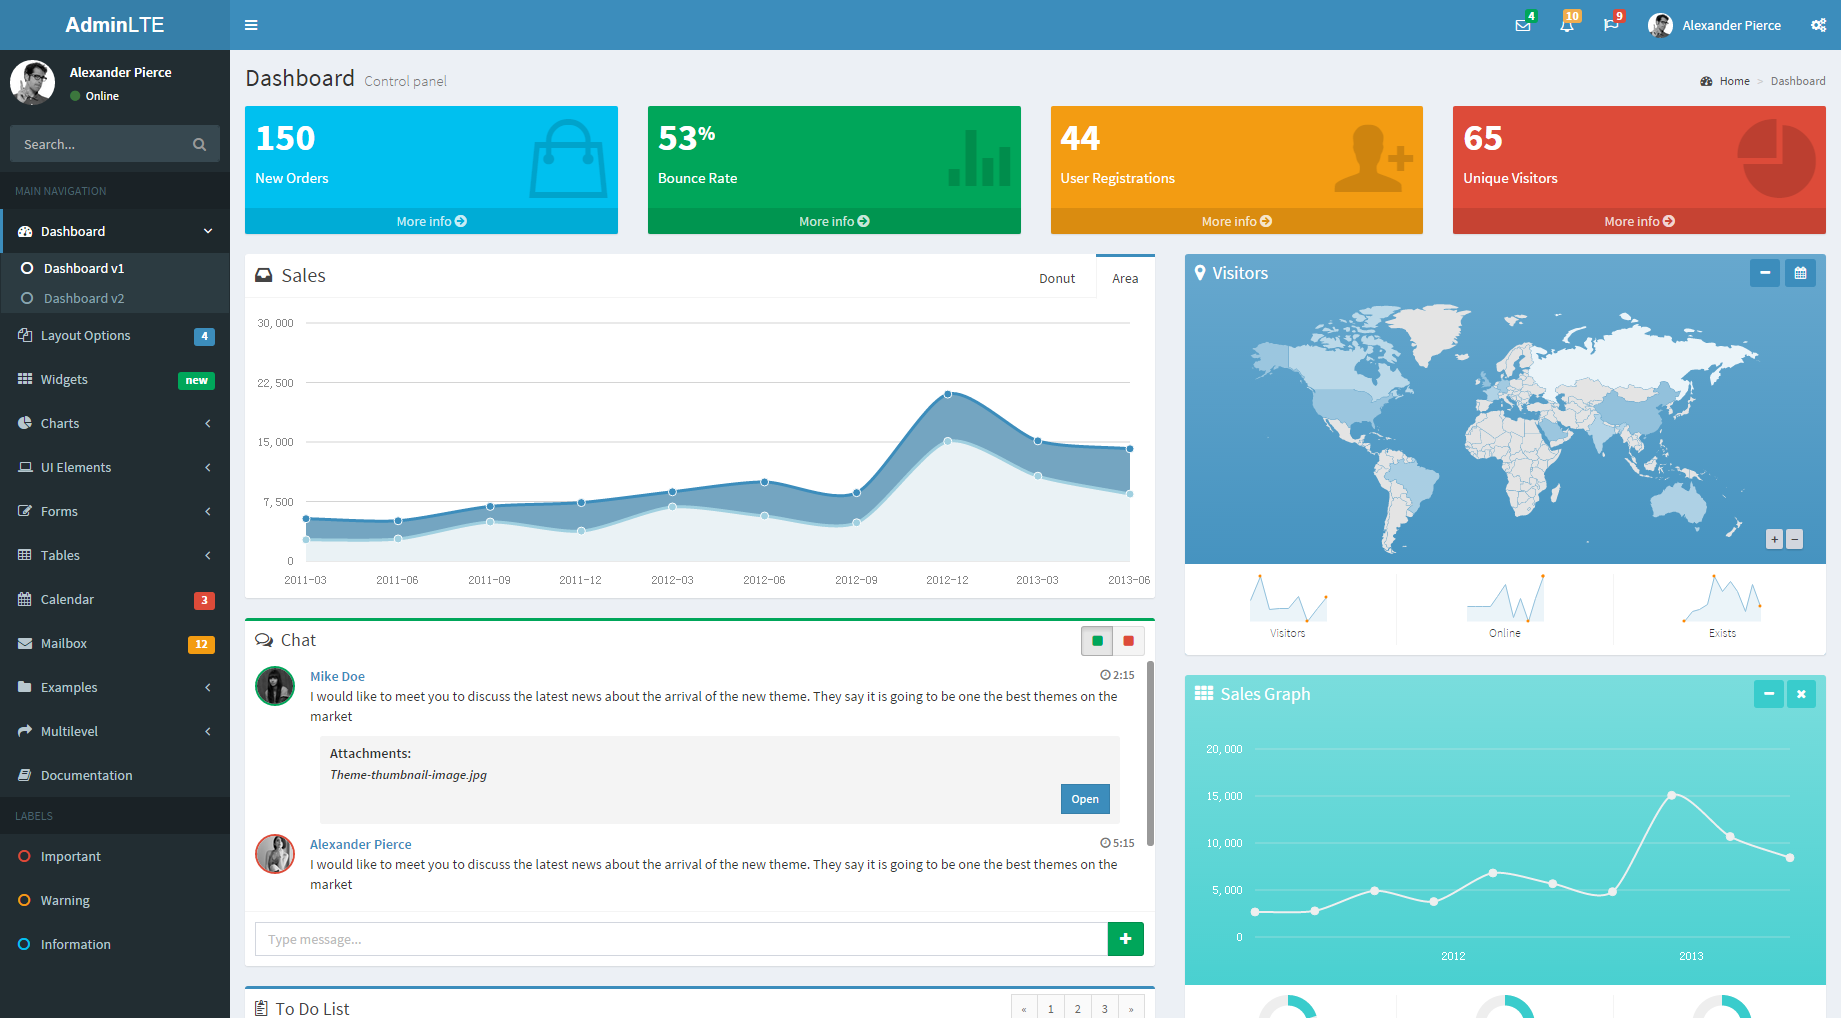 AdminLTE
4
10
9
Alexander Pierce
Alexander Pierce
Online
Search...
MAIN NAVIGATION
Dashboard
Dashboard v1
Dashboard v2
Layout Options 4
Widgets new
Charts
UI Elements
Forms
Tables
Calendar 3
Mailbox 12
Examples
Multilevel
Documentation
LABELS
Important
Warning
Information
Dashboard Control panel
Home > Dashboard
150
New Orders
More info
53%
Bounce Rate
More info
44
User Registrations
More info
65
Unique Visitors
More info
Sales
Donut
Area
30,000
22,500
15,000
7,500
0
2011-03 2011-06 2011-09 2011-12 2012-03 2012-06 2012-09 2012-12 2013-03 2013-06
Chat
Mike Doe 2:15
I would like to meet you to discuss the latest news about the arrival of the new theme. They say it is going to be one the best themes on the
market
Attachments:
Theme-thumbnail-image.jpg
Open
Alexander Pierce 5:15
I would like to meet you to discuss the latest news about the arrival of the new theme. They say it is going to be one the best themes on the
market
Type message...
To Do List
« 1 2 3 »
Visitors
+ −
Visitors
Online
Exists
Sales Graph
20,000
15,000
10,000
5,000
0
2012 2013